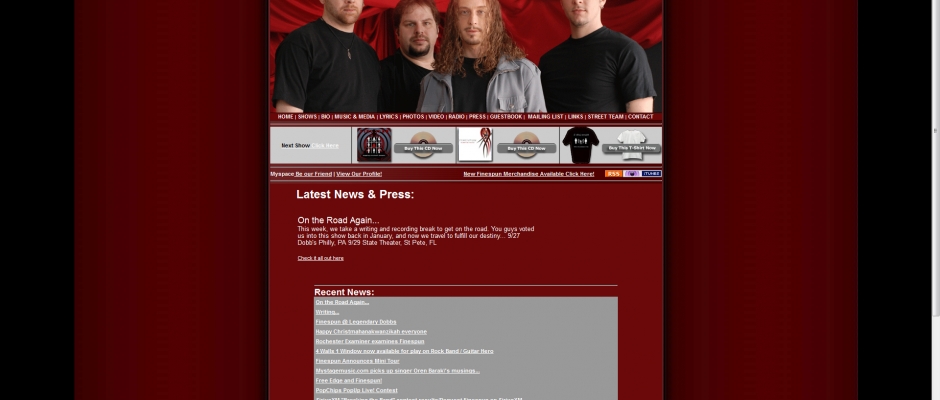 HOME | SHOWS | BIO | MUSIC & MEDIA | LYRICS | PHOTOS | VIDEO | RADIO | PRESS | GUESTBOOK | MAILING LIST | LINKS | STREET TEAM | CONTACT
Next Show Click Here
Buy This CD Now
Buy This CD Now
Buy This T-Shirt Now
Myspace Be our Friend | View Our Profile!
New Finespun Merchandise Available Click Here!
RSS
iTUNES
Latest News & Press:
On the Road Again...
This week, we take a writing and recording break to get on the road. You guys voted
us into this show back in January, and now we travel to fulfill our destiny... 9/27
Dobb's Philly, PA 9/29 State Theater, St Pete, FL
Check it all out here
Recent News:
On the Road Again...
Writing...
Finespun @ Legendary Dobbs
Happy Christmahanakwanzikah everyone
Rochester Examiner examines Finespun
4 Walls 1 Window now available for play on Rock Band / Guitar Hero
Finespun Announces Mini Tour
Mystagemusic.com picks up singer Oren Barak's musings...
Free Edge and Finespun!
PopChips PopUp Live! Contest